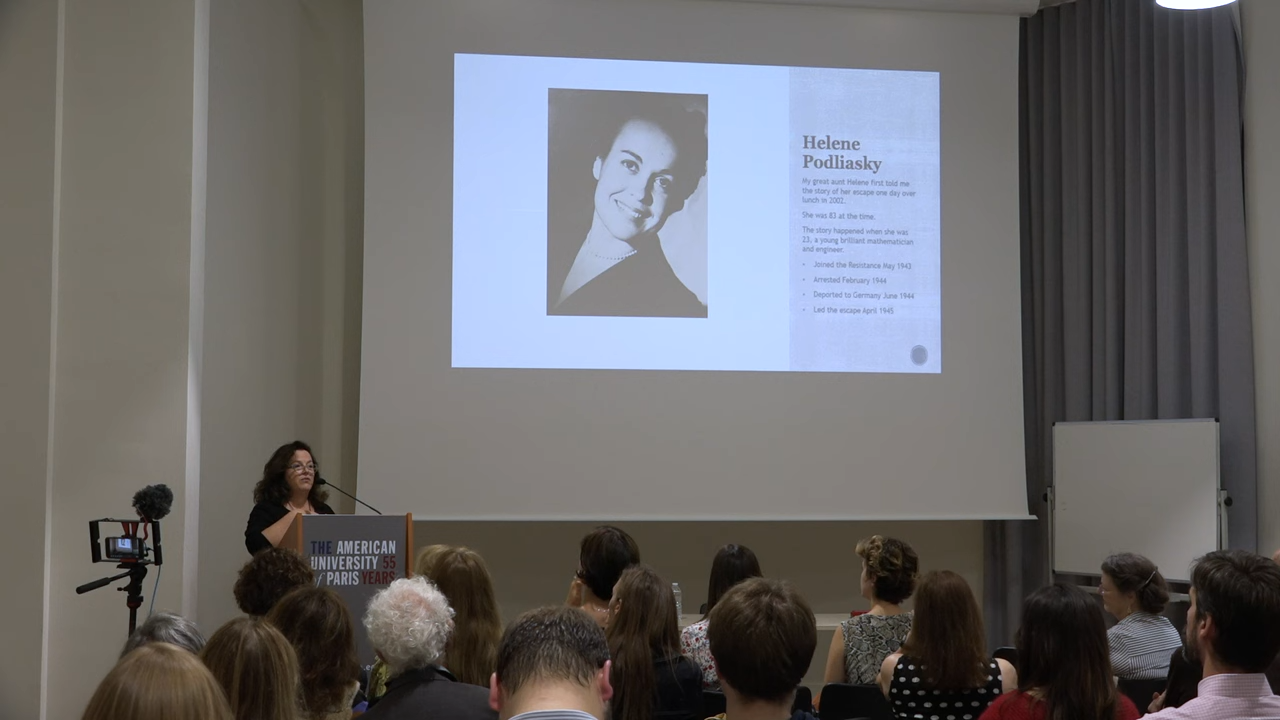 Helene
Podliasky
My great aunt Helene first told me
the story of her escape one day over
lunch in 2002.
She was 83 at the time.
The story happened when she was
23, a young brilliant mathematician
and engineer.
• Joined the Resistance May 1943
• Arrested February 1944
• Deported to Germany June 1944
• Led the escape April 1945
THE AMERICAN
UNIVERSITY 55
of PARIS YEARS